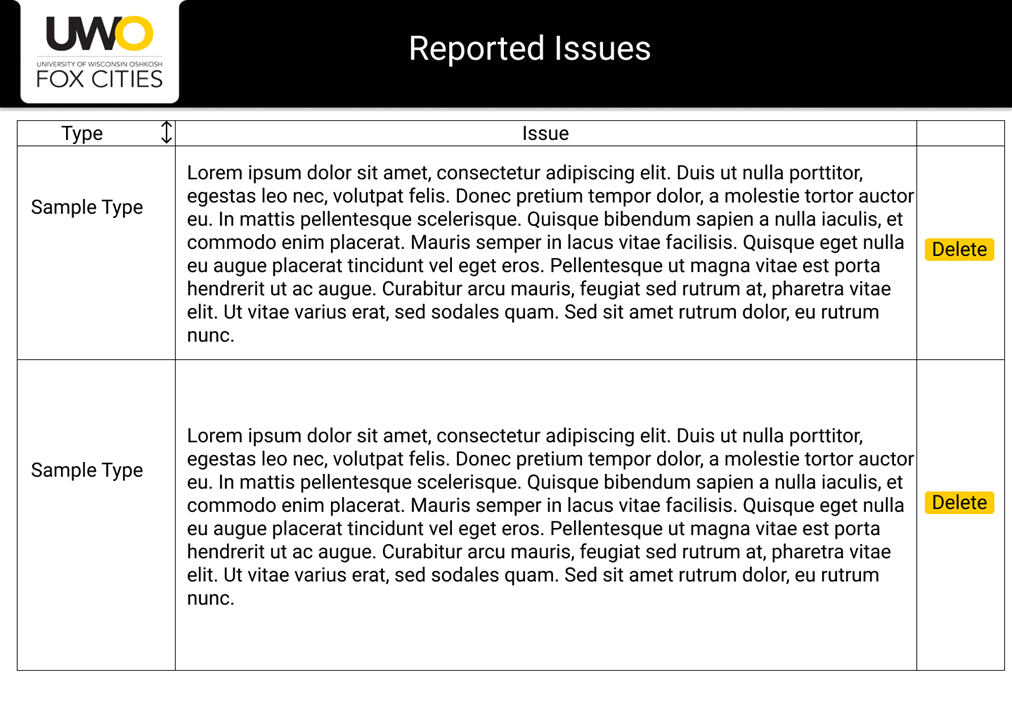 UWO
UNIVERSITY OF WISCONSIN OSHKOSH
FOX CITIES
Reported Issues
Type
Issue
Sample Type
Lorem ipsum dolor sit amet, consectetur adipiscing elit. Duis ut nulla porttitor,
egestas leo nec, volutpat felis. Donec pretium tempor dolor, a molestie tortor auctor
eu. In mattis pellentesque scelerisque. Quisque bibendum sapien a nulla iaculis, et
commodo enim placerat. Mauris semper in lacus vitae facilisis. Quisque eget nulla
eu augue placerat tincidunt vel eget eros. Pellentesque ut magna vitae est porta
hendrerit ut ac augue. Curabitur arcu mauris, feugiat sed rutrum at, pharetra vitae
elit. Ut vitae varius erat, sed sodales quam. Sed sit amet rutrum dolor, eu rutrum
nunc.
Delete
Sample Type
Lorem ipsum dolor sit amet, consectetur adipiscing elit. Duis ut nulla porttitor,
egestas leo nec, volutpat felis. Donec pretium tempor dolor, a molestie tortor auctor
eu. In mattis pellentesque scelerisque. Quisque bibendum sapien a nulla iaculis, et
commodo enim placerat. Mauris semper in lacus vitae facilisis. Quisque eget nulla
eu augue placerat tincidunt vel eget eros. Pellentesque ut magna vitae est porta
hendrerit ut ac augue. Curabitur arcu mauris, feugiat sed rutrum at, pharetra vitae
elit. Ut vitae varius erat, sed sodales quam. Sed sit amet rutrum dolor, eu rutrum
nunc.
Delete